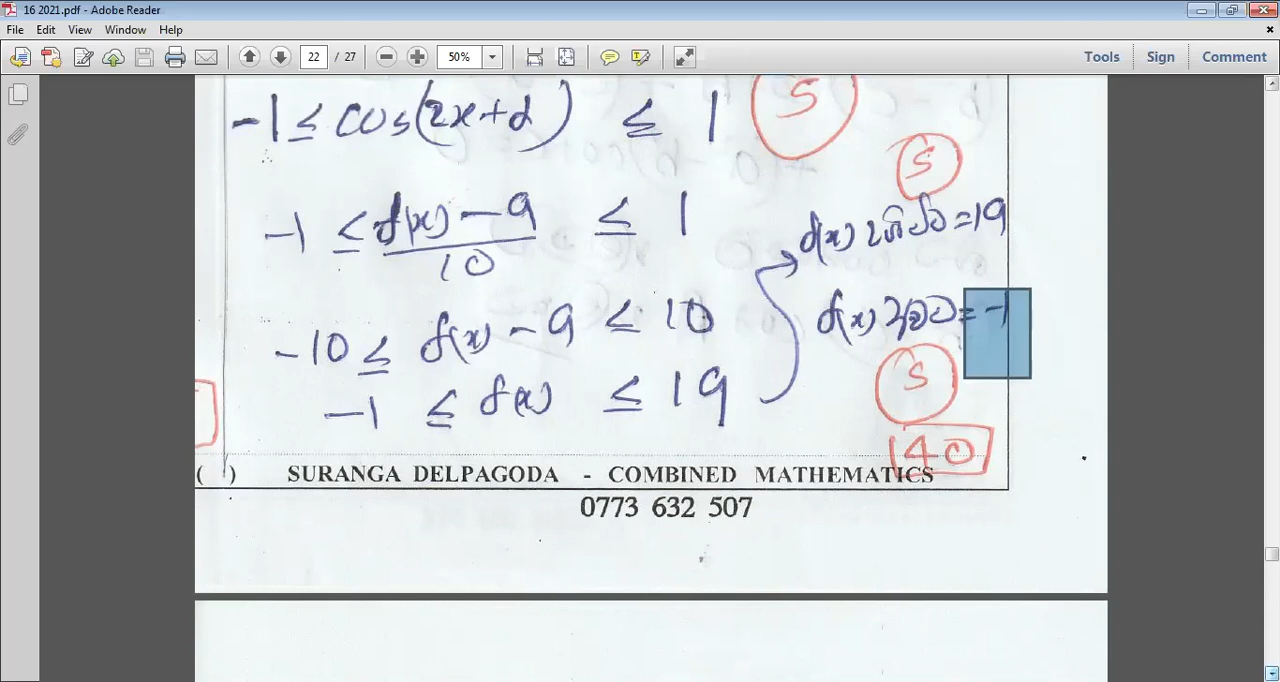 16 2021.pdf - Adobe Reader
File Edit View Window Help
22 / 27 50% Tools Sign Comment
-1 ≤ cos(2x+α) ≤ 1 5
5
-1 ≤ f(x) - 9 / 10 ≤ 1
f(x) උපරිම = 19
-10 ≤ f(x) - 9 ≤ 10
f(x) අවම = -1
-1 ≤ f(x) ≤ 19
5
40
( ) SURANGA DELPAGODA - COMBINED MATHEMATICS
0773 632 507